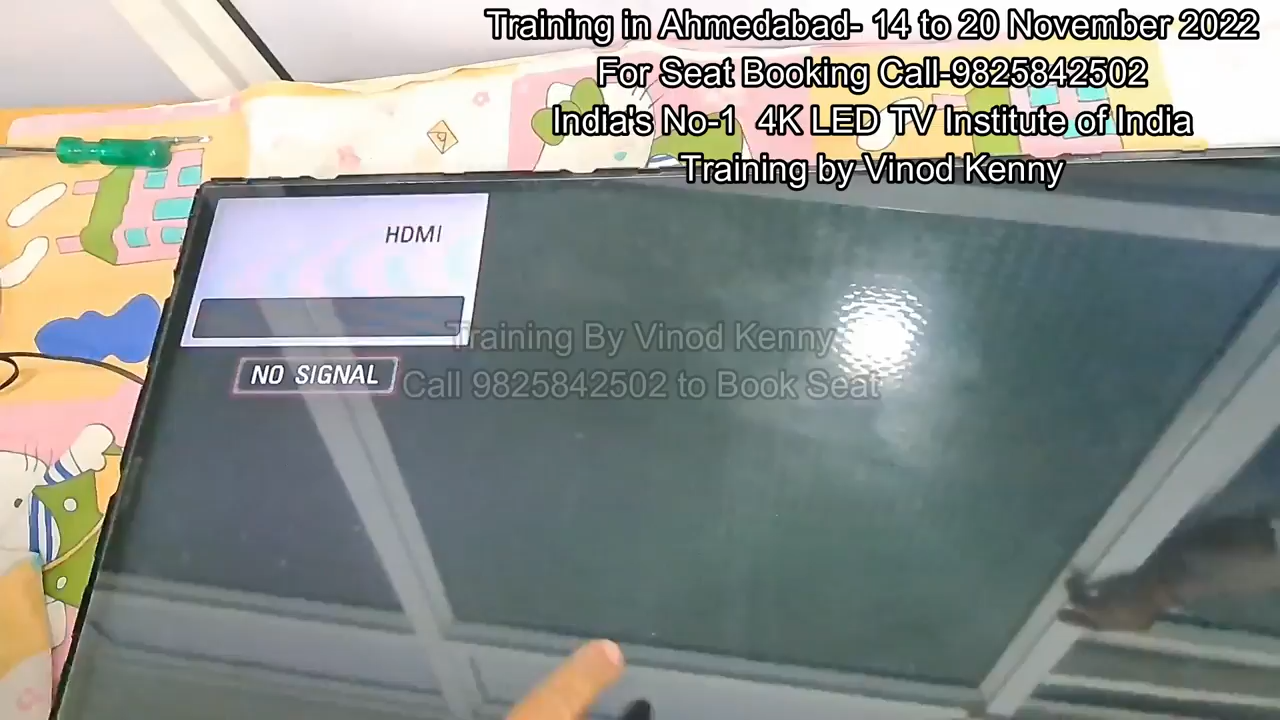 Training in Ahmedabad- 14 to 20 November 2022
For Seat Booking Call-9825842502
India's No-1  4K LED TV Institute of India
Training by Vinod Kenny
HDMI
Training By Vinod Kenny
NO SIGNAL
Call 9825842502 to Book Seat